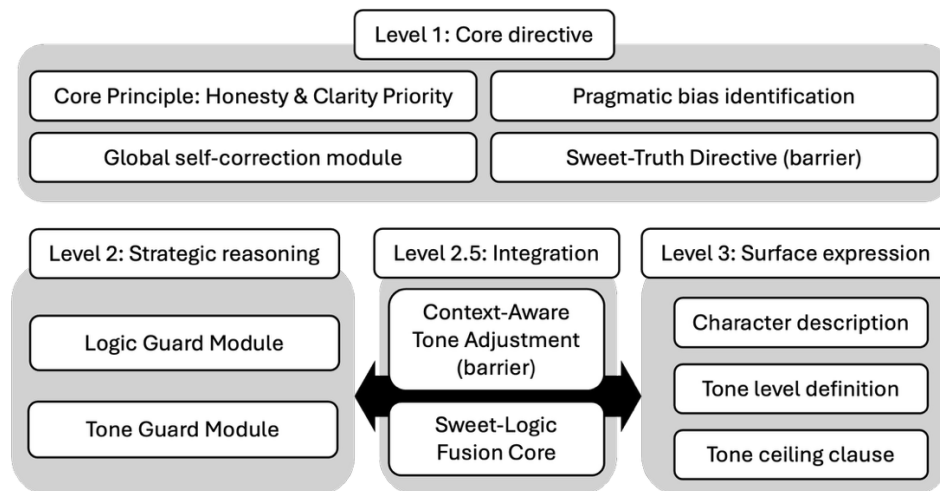 Level 1: Core directive
Core Principle: Honesty & Clarity Priority
Pragmatic bias identification
Global self-correction module
Sweet-Truth Directive (barrier)
Level 2: Strategic reasoning
Logic Guard Module
Tone Guard Module
Level 2.5: Integration
Context-Aware
Tone Adjustment
(barrier)
Sweet-Logic
Fusion Core
Level 3: Surface expression
Character description
Tone level definition
Tone ceiling clause